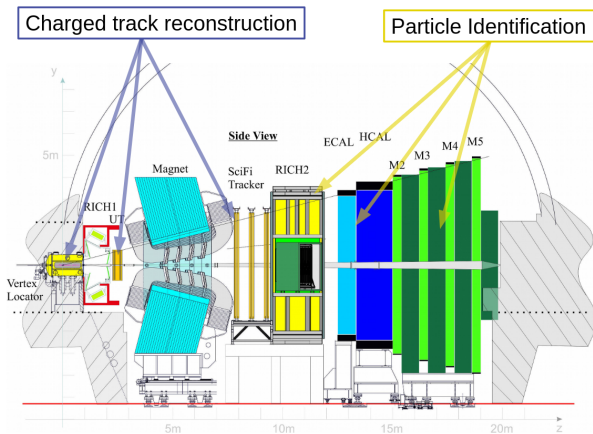 Charged track reconstruction
Particle Identification
y
5m
Side View
ECAL
HCAL
M5
M4
M3
M2
Magnet
SciFi
Tracker
RICH2
RICH1
UT
Vertex
Locator
5m
10m
15m
20m
z